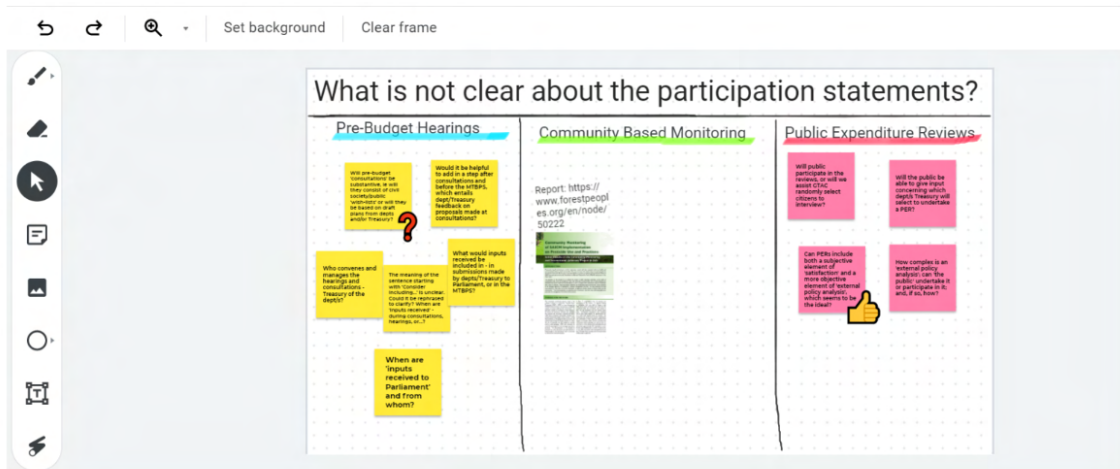 Set background
Clear frame
What is not clear about the participation statements?
Pre-Budget Hearings
Will pre-budget
'consultations' be
substantive, ie will
they consist of civil
society/public
'wish-lists' or will they
be based on draft
plans from depts
and/or Treasury?
Would it be helpful
to add in a step after
consultations and
before the MTBPS,
which entails
dept/Treasury
feedback on
proposals made at
consultations?
Who convenes and
manages the
hearings and
consultations -
Treasury of the
depts?
The meaning of the
sentence starting
with 'Consider
including...' is unclear.
Could it be rephrased
to clarify? When are
'inputs received' -
during consultations,
hearings, or...?
What would inputs
received be
included in - in
submissions made
by depts/Treasury to
Parliament, or in the
MTBPS?
When are
'inputs
received to
Parliament'
and from
whom?
Community Based Monitoring
Report: https://
www.forestpeopl
es.org/en/node/
50222
Community Monitoring
Public Expenditure Reviews
Will public
participate in the
reviews, or will we
assist GTAC
randomly select
citizens to
interview?
Will the public be
able to give input
concerning which
dept/s Treasury will
select to undertake
a PER?
Can PERs include
both a subjective
element of
'satisfaction' and a
more objective
element of 'external
policy analysis',
which seems to be
the ideal?
How complex is an
'external policy
analysis'; can 'the
public' undertake it
or participate in it;
and, if so, how?